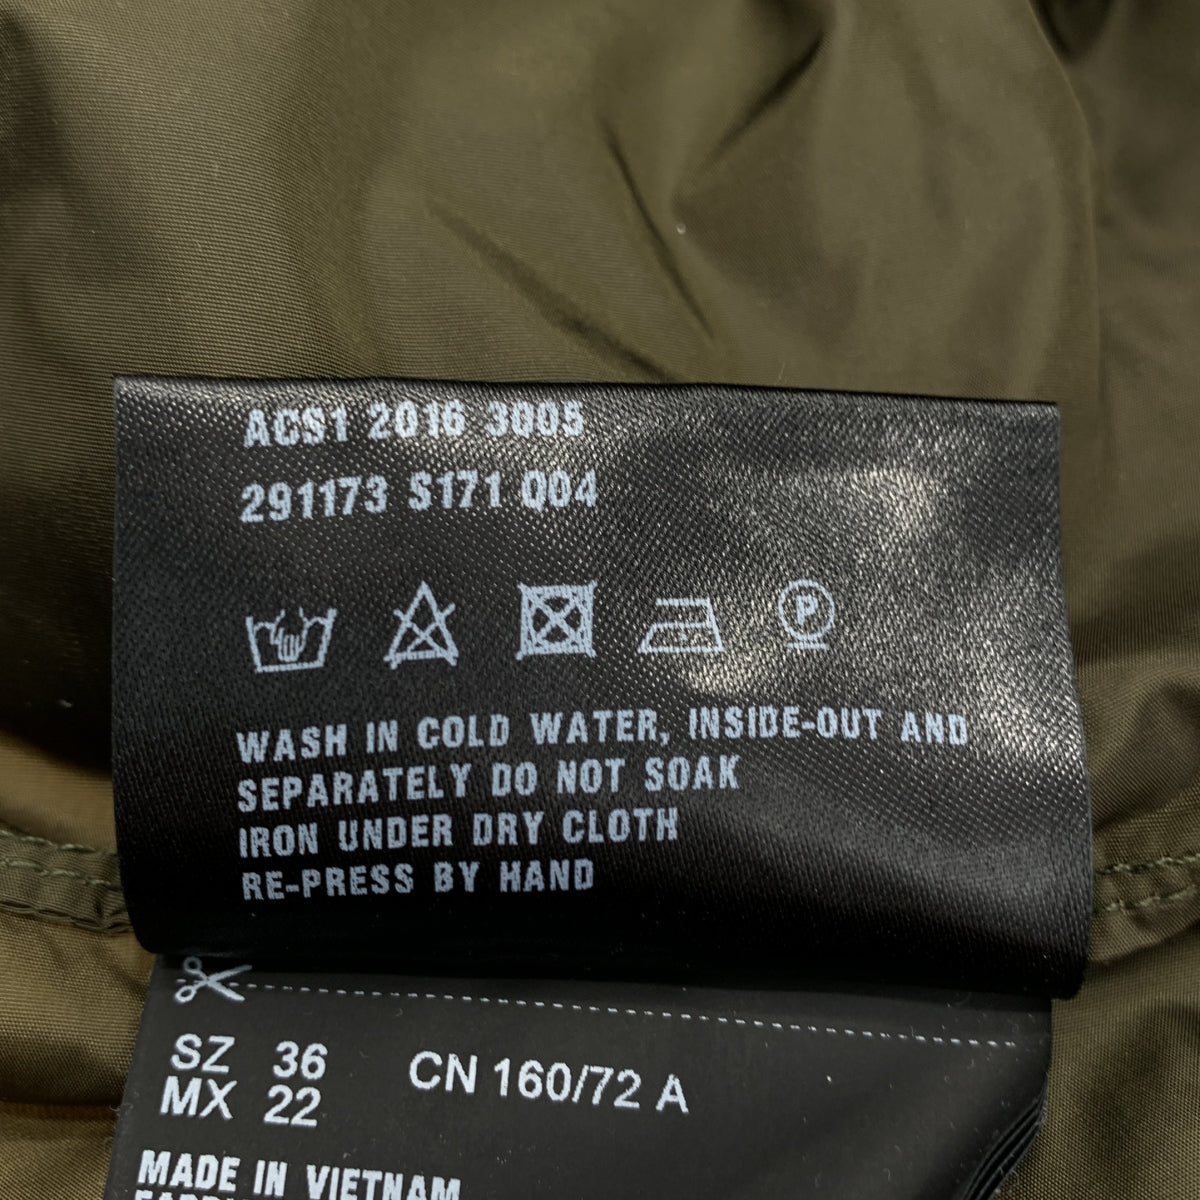 ACS1 2016 3005
291173 S171 Q04
P
WASH IN COLD WATER, INSIDE-OUT AND
SEPARATELY DO NOT SOAK
IRON UNDER DRY CLOTH
RE-PRESS BY HAND
SZ 36 CN 160/72 A
MX 22
MADE IN VIETNAM